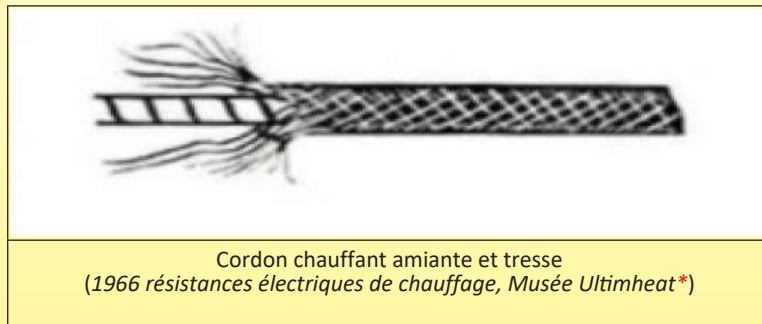 Cordon chauffant amiante et tresse
(1966 résistances électriques de chauffage, Musée Ultimheat*)